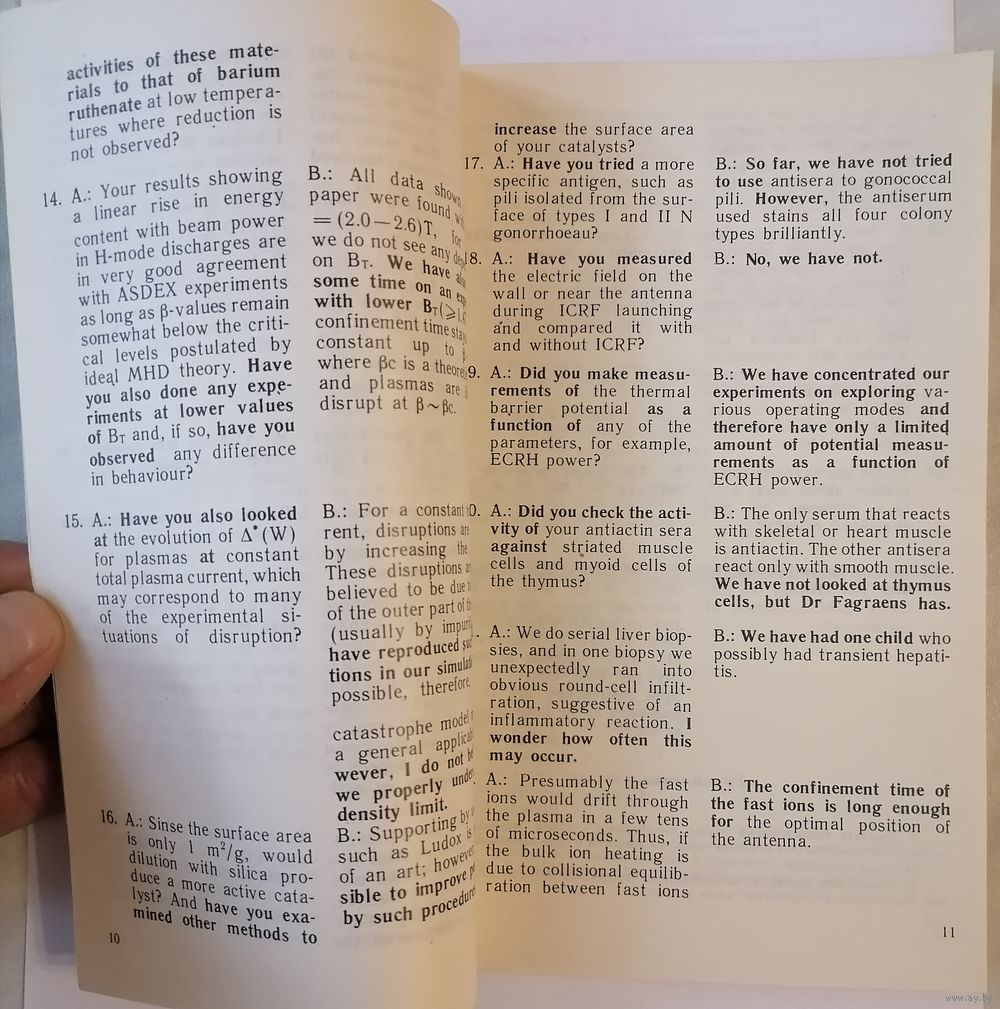 activities of these mate-
rials to that of barium
ruthenate at low tempera-
tures where reduction is
not observed?
14. A.: Your results showing
a linear rise in energy
content with beam power
in H-mode discharges are
in very good agreement
with ASDEX experiments
as long as β-values remain
somewhat below the criti-
cal levels postulated by
ideal MHD theory. Have
you also done any expe-
riments at lower values
of Bт and, if so, have you
observed any difference
in behaviour?
15. A.: Have you also looked
at the evolution of Δ*(W)
for plasmas at constant
total plasma current, which
may correspond to many
of the experimental si-
tuations of disruption?
16. A.: Sinse the surface area
is only 1 m²/g, would
dilution with silica pro-
duce a more active cata-
lyst? And have you exa-
mined other methods to
10
B.: All data shown
paper were found
= (2.0—2.6)T,
we do not see any
on Bт. We have
some time on an
with lower Bт(⩾
confinement time
constant up to
where βc is a
and plasmas are
disrupt at β∼βc.
B.: For a constant
rent, disruptions are
by increasing the
These disruptions
believed to be due
of the outer part of
(usually by
have reproduced
tions in our
possible, therefore,
catastrophe model
a general
wever, I do not
we properly
density limit.
B.: Supporting by
such as Ludox is
of an art; however
sible to improve
by such
increase the surface area
of your catalysts?
17. A.: Have you tried a more
specific antigen, such as
pili isolated from the sur-
face of types I and II N
gonorrhoeau?
8. A.: Have you measured
the electric field on the
wall or near the antenna
during ICRF launching
and compared it with
and without ICRF?
9. A.: Did you make measu-
rements of the thermal
barrier potential as a
function of any of the
parameters, for example,
ECRH power?
0. A.: Did you check the acti-
vity of your antiactin sera
against striated muscle
cells and myoid cells of
the thymus?
A.: We do serial liver biop-
sies, and in one biopsy we
unexpectedly ran into
obvious round-cell infilt-
ration, suggestive of an
inflammatory reaction. I
wonder how often this
may occur.
A.: Presumably the fast
ions would drift through
the plasma in a few tens
of microseconds. Thus, if
the bulk ion heating is
due to collisional equilib-
ration between fast ions
B.: So far, we have not tried
to use antisera to gonococcal
pili. However, the antiserum
used stains all four colony
types brilliantly.
B.: No, we have not.
B.: We have concentrated our
experiments on exploring va-
rious operating modes and
therefore have only a limited
amount of potential measu-
rements as a function of
ECRH power.
B.: The only serum that reacts
with skeletal or heart muscle
is antiactin. The other antisera
react only with smooth muscle.
We have not looked at thymus
cells, but Dr Fagraens has.
B.: We have had one child who
possibly had transient hepati-
tis.
B.: The confinement time of
the fast ions is long enough
for the optimal position of
the antenna.
11
www.ay.by